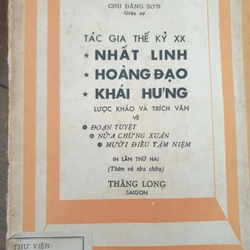 CHU ĐĂNG SƠN
Giáo sư
TÁC GIA THẾ KỶ XX
* NHẤT LINH
* HOÀNG ĐẠO
* KHÁI HƯNG
LƯỢC KHẢO VÀ TRÍCH VĂN
về
ĐOẠN TUYỆT
NỬA CHỪNG XUÂN
MƯỜI ĐIỀU TÂM NIỆM
IN LẦN THỨ HAI
(Thêm và sửa chữa)
THĂNG LONG
SAIGON
THƯ VIỆN